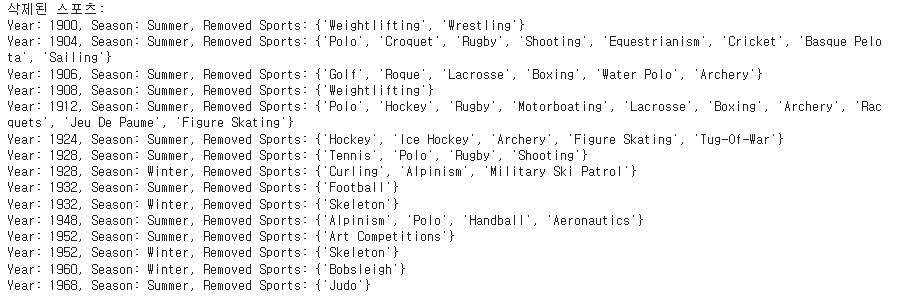 삭제된 스포츠:
Year: 1900, Season: Summer, Removed Sports: {'Weightlifting', 'Wrestling'}
Year: 1904, Season: Summer, Removed Sports: {'Polo', 'Croquet', 'Rugby', 'Shooting', 'Equestrianism', 'Cricket', 'Basque Pelo
ta', 'Sailing'}
Year: 1906, Season: Summer, Removed Sports: {'Golf', 'Roque', 'Lacrosse', 'Boxing', 'Water Polo', 'Archery'}
Year: 1908, Season: Summer, Removed Sports: {'Weightlifting'}
Year: 1912, Season: Summer, Removed Sports: {'Polo', 'Hockey', 'Rugby', 'Motorboating', 'Lacrosse', 'Boxing', 'Archery', 'Rac
quets', 'Jeu De Paume', 'Figure Skating'}
Year: 1924, Season: Summer, Removed Sports: {'Hockey', 'Ice Hockey', 'Archery', 'Figure Skating', 'Tug-Of-War'}
Year: 1928, Season: Summer, Removed Sports: {'Tennis', 'Polo', 'Rugby', 'Shooting'}
Year: 1928, Season: Winter, Removed Sports: {'Curling', 'Alpinism', 'Military Ski Patrol'}
Year: 1932, Season: Summer, Removed Sports: {'Football'}
Year: 1932, Season: Winter, Removed Sports: {'Skeleton'}
Year: 1948, Season: Summer, Removed Sports: {'Alpinism', 'Polo', 'Handball', 'Aeronautics'}
Year: 1952, Season: Summer, Removed Sports: {'Art Competitions'}
Year: 1952, Season: Winter, Removed Sports: {'Skeleton'}
Year: 1960, Season: Winter, Removed Sports: {'Bobsleigh'}
Year: 1968, Season: Summer, Removed Sports: {'Judo'}